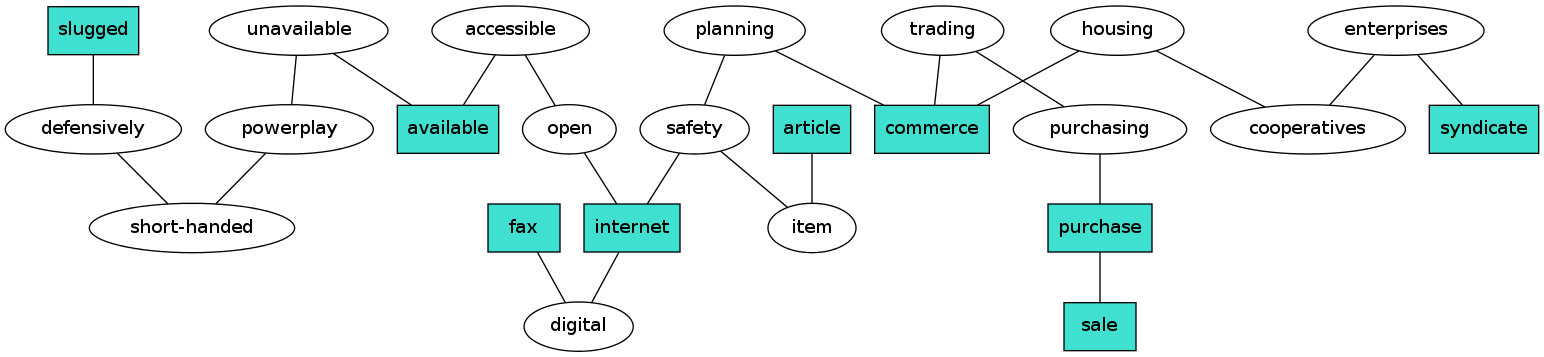 slugged
unavailable
accessible
planning
trading
housing
enterprises
defensively
powerplay
available
open
safety
article
commerce
purchasing
cooperatives
syndicate
short-handed
fax
internet
item
purchase
digital
sale